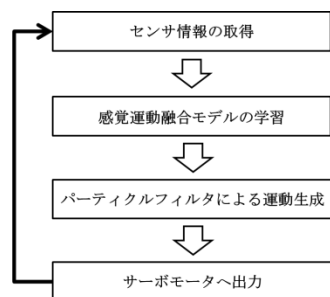 センサ情報の取得
感覚運動融合モデルの学習
パーティクルフィルタによる運動生成
サーボモータへ出力